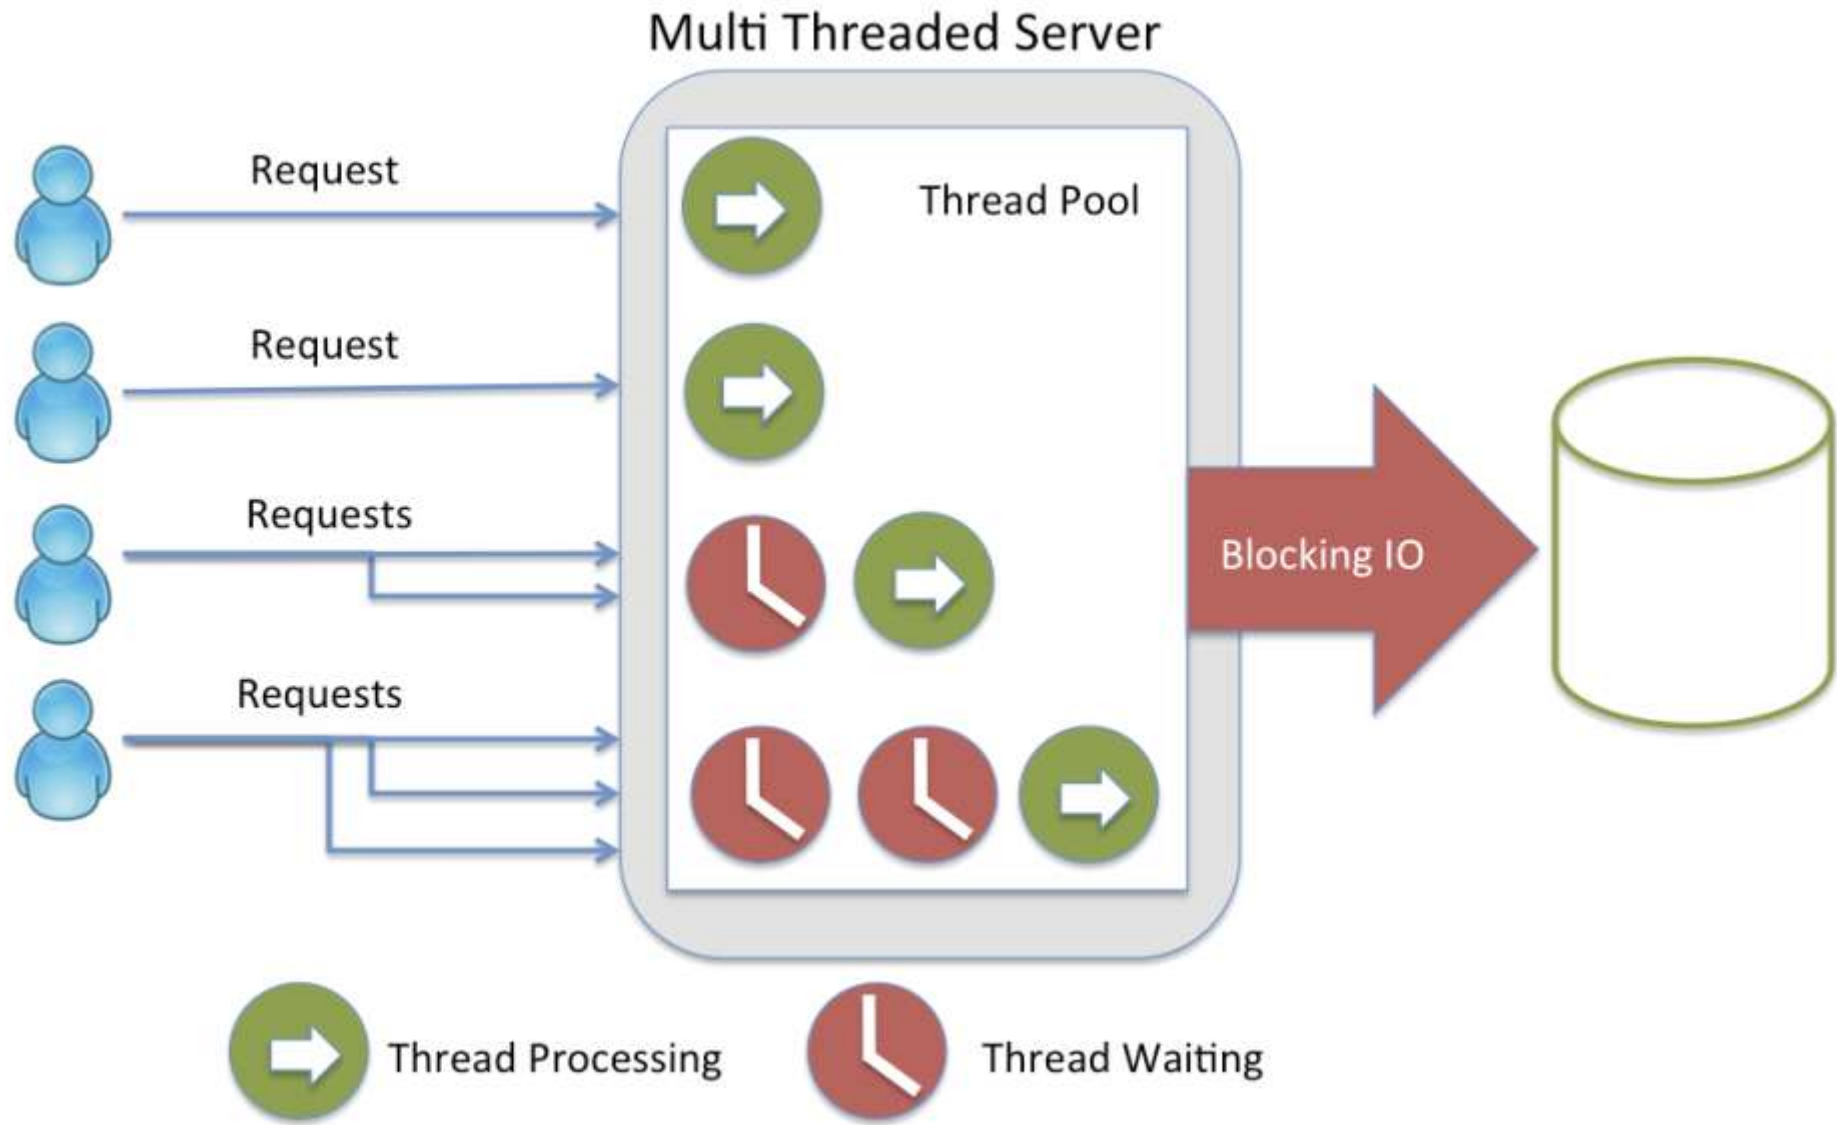 Multi Threaded Server
Request
Thread Pool
Request
Requests
Blocking IO
Requests
Thread Processing
Thread Waiting